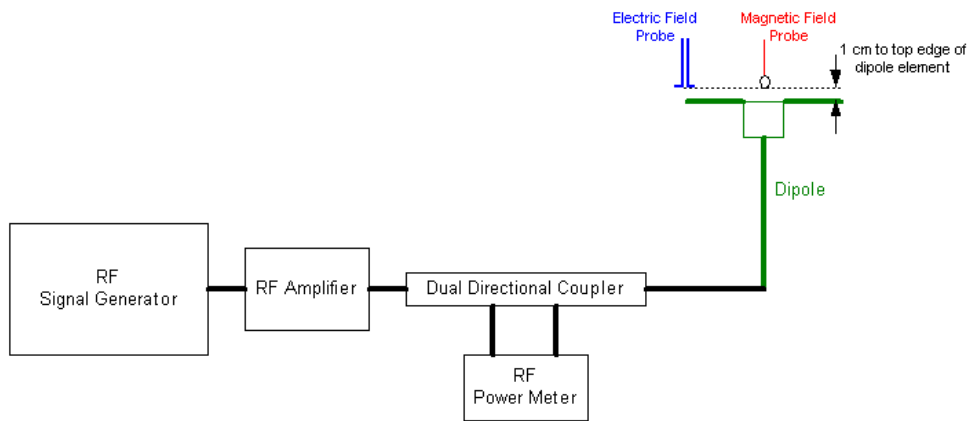 Electric Field
Probe
Magnetic Field
Probe
1 cm to top edge of
dipole element
Dipole
RF
Signal Generator
RF Amplifier
Dual Directional Coupler
RF
Power Meter